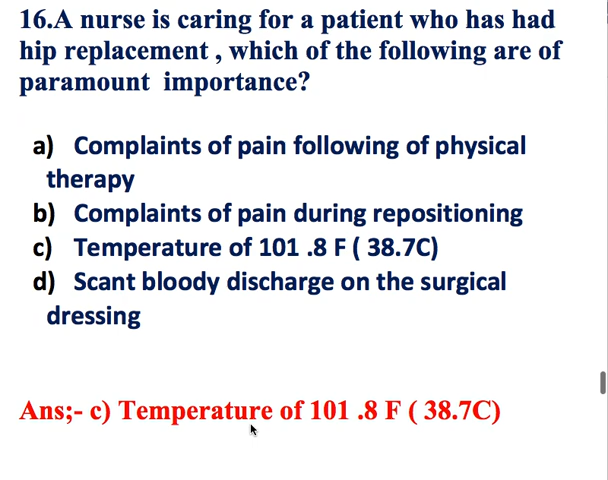 16.A nurse is caring for a patient who has had
hip replacement , which of the following are of
paramount importance?
a) Complaints of pain following of physical
therapy
b) Complaints of pain during repositioning
c) Temperature of 101 .8 F ( 38.7C)
d) Scant bloody discharge on the surgical
dressing
Ans;- c) Temperature of 101 .8 F ( 38.7C)